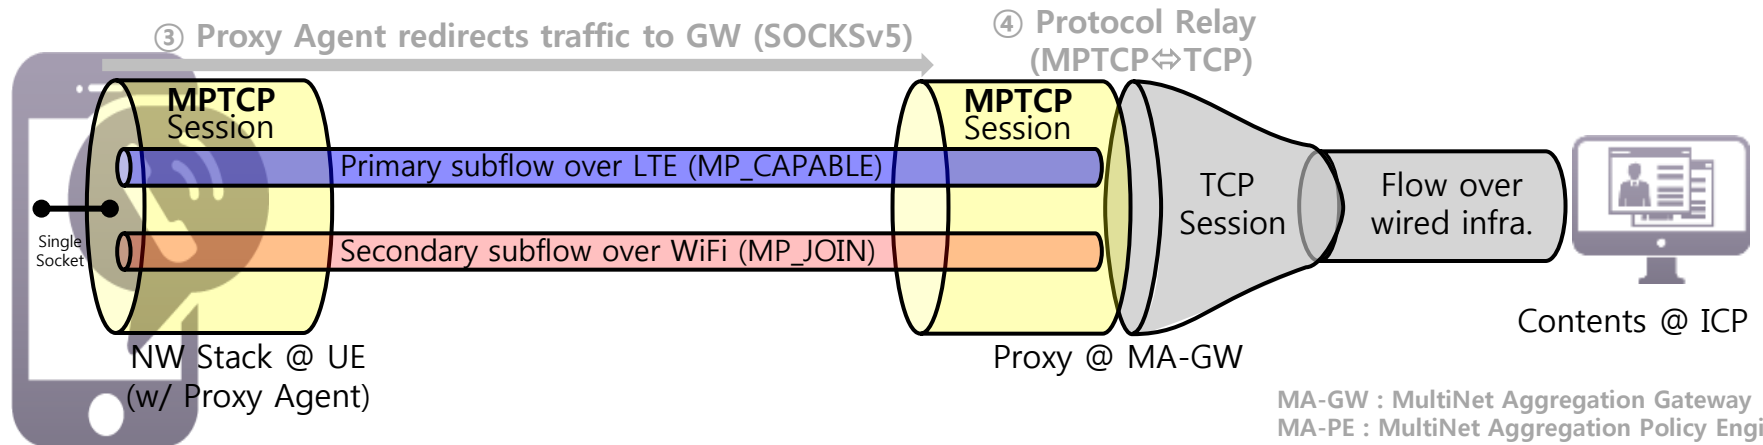 ③ Proxy Agent redirects traffic to GW (SOCKSv5)
④ Protocol Relay
(MPTCP⇔TCP)
MPTCP
Session
MPTCP
Session
Primary subflow over LTE (MP_CAPABLE)
Secondary subflow over WiFi (MP_JOIN)
Single
Socket
TCP
Session
Flow over
wired infra.
NW Stack @ UE
(w/ Proxy Agent)
Proxy @ MA-GW
Contents @ ICP
MA-GW : MultiNet Aggregation Gateway
MA-PE : MultiNet Aggregation Policy Engi